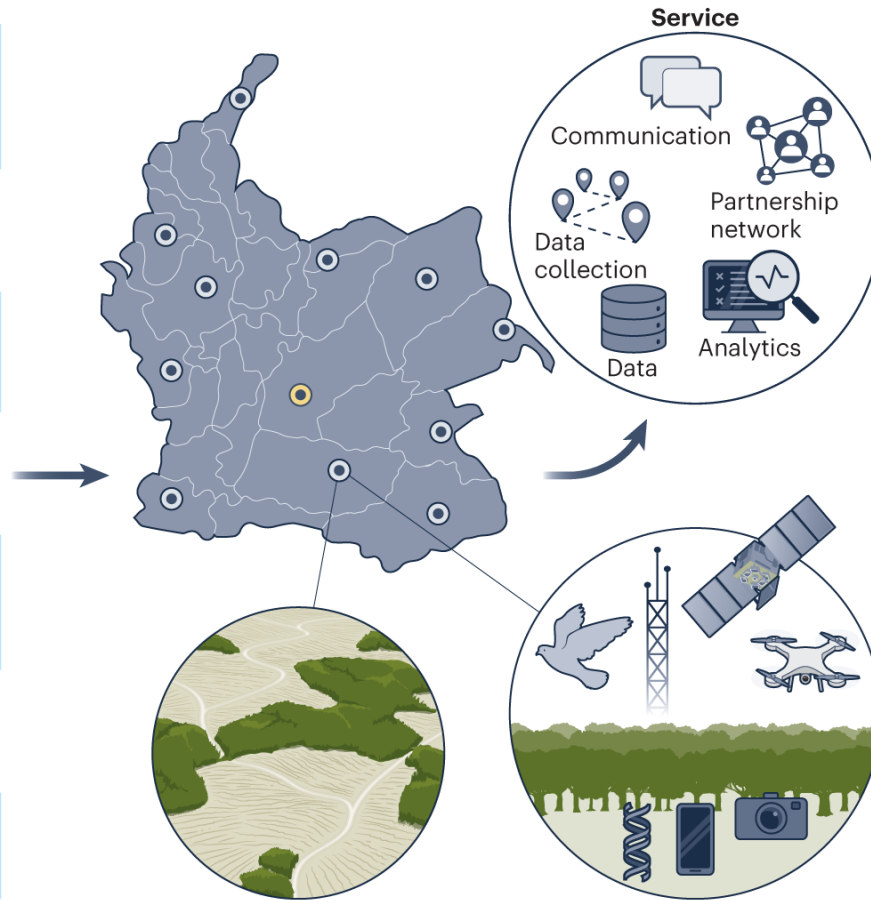 Service
Communication
Partnership
network
Data
collection
Analytics
Data